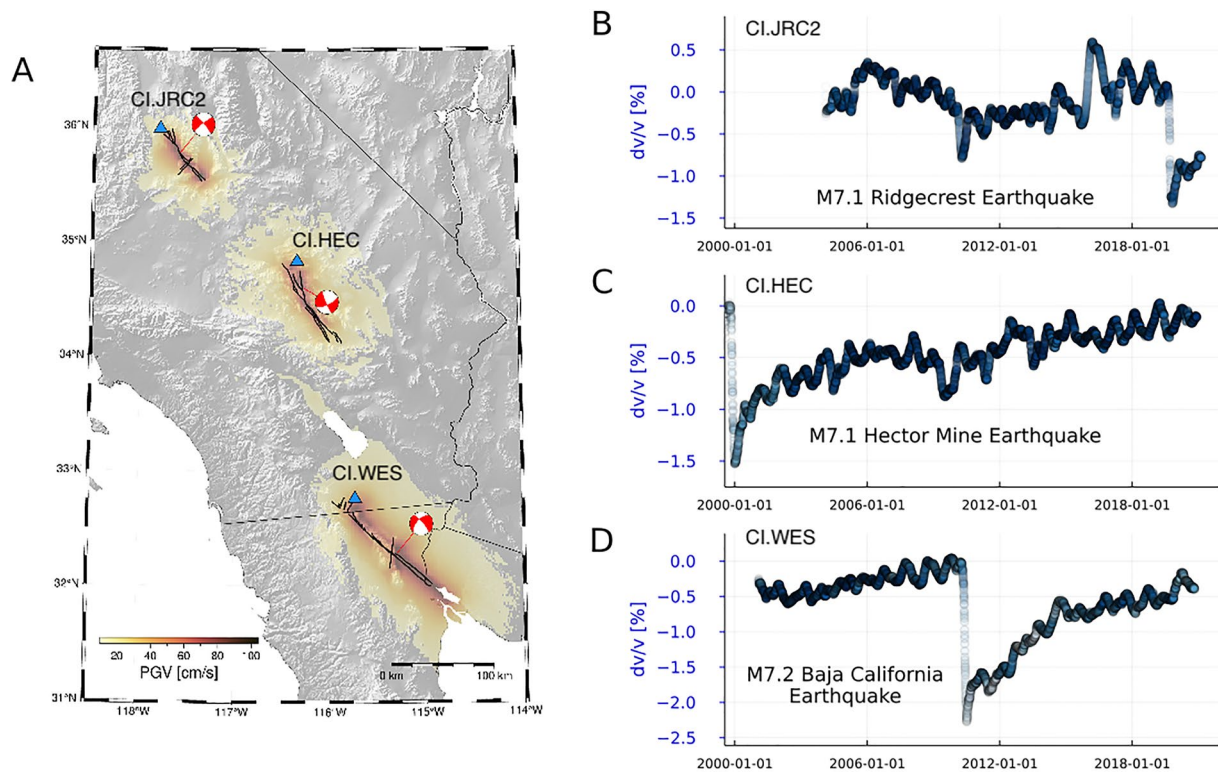 A
CI.JRC2
36°N
35°N
CI.HEC
34°N
33°N
CI.WES
32°N
31°N
20 40 60 80 100
PGV [cm/s]
0 km 100 km
118°W 117°W 116°W 115°W 114°W
B
CI.JRC2
dv/v [%]
0.5
0.0
−0.5
−1.0
−1.5
M7.1 Ridgecrest Earthquake
2000-01-01 2006-01-01 2012-01-01 2018-01-01
C
CI.HEC
dv/v [%]
0.0
−0.5
−1.0
−1.5
M7.1 Hector Mine Earthquake
2000-01-01 2006-01-01 2012-01-01 2018-01-01
D
CI.WES
dv/v [%]
0.0
−0.5
−1.0
−1.5
−2.0
−2.5
M7.2 Baja California
Earthquake
2000-01-01 2006-01-01 2012-01-01 2018-01-01